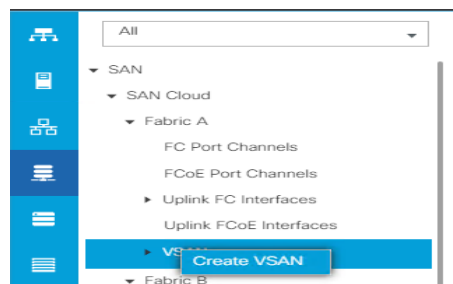 All
SAN
SAN Cloud
Fabric A
FC Port Channels
FCoE Port Channels
Uplink FC Interfaces
Uplink FCoE Interfaces
Create VSAN
Fabric B